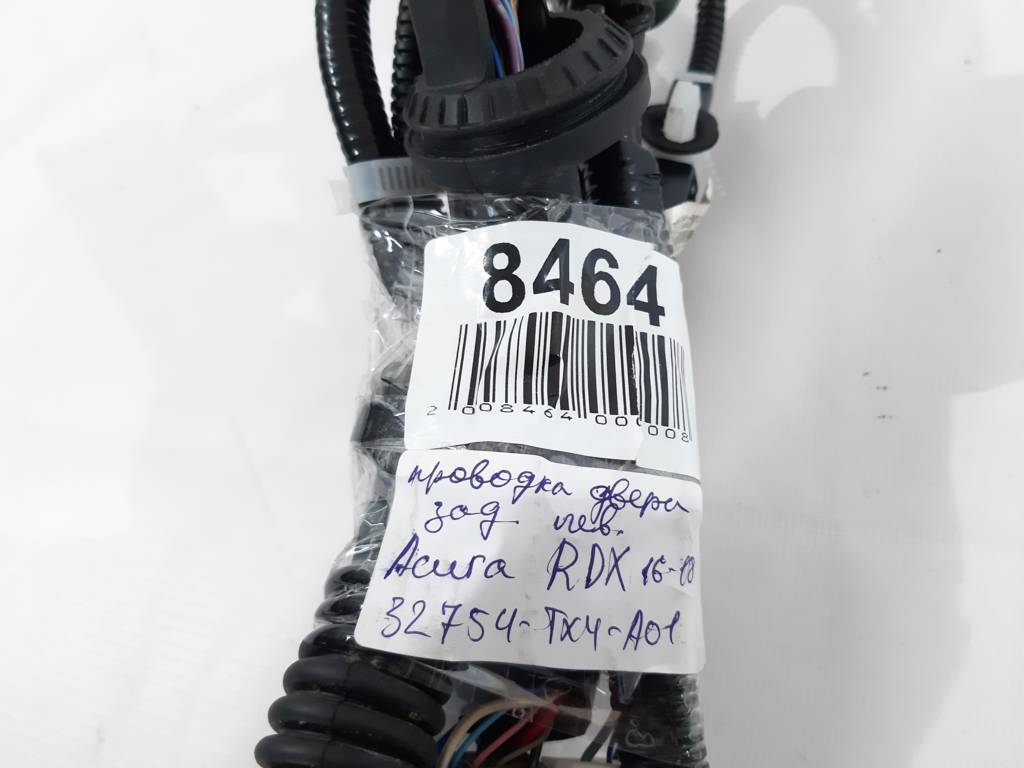 8464
2 008464 000008
проводка двери
зад лев.
Acura RDX 16-18
32754-TX4-A01